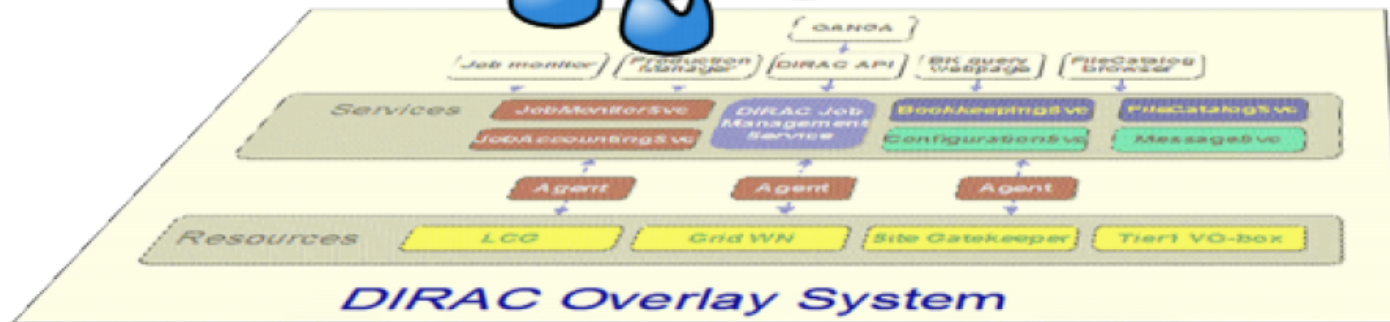 GANGA
Job monitor
Production
Manager
DIRAC API
BK query
webpage
FileCatalog
browser
Services
JobMonitorSvc
DIRAC Job
Management
Service
BookkeepingSvc
FileCatalogSvc
JobAccountingSvc
ConfigurationSvc
MessageSvc
Agent
Agent
Agent
Resources
LCG
Grid WN
Site Gatekeeper
Tier1 VO-box
DIRAC Overlay System